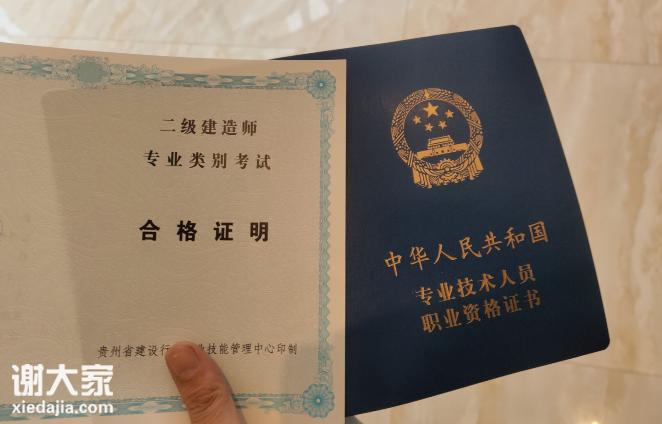 二级建造师
专业类别考试
合格证明
贵州省建设行 业技能管理中心印制
中华人民共和国
专业技术人员
职业资格证书
谢大家
xiedajia.com